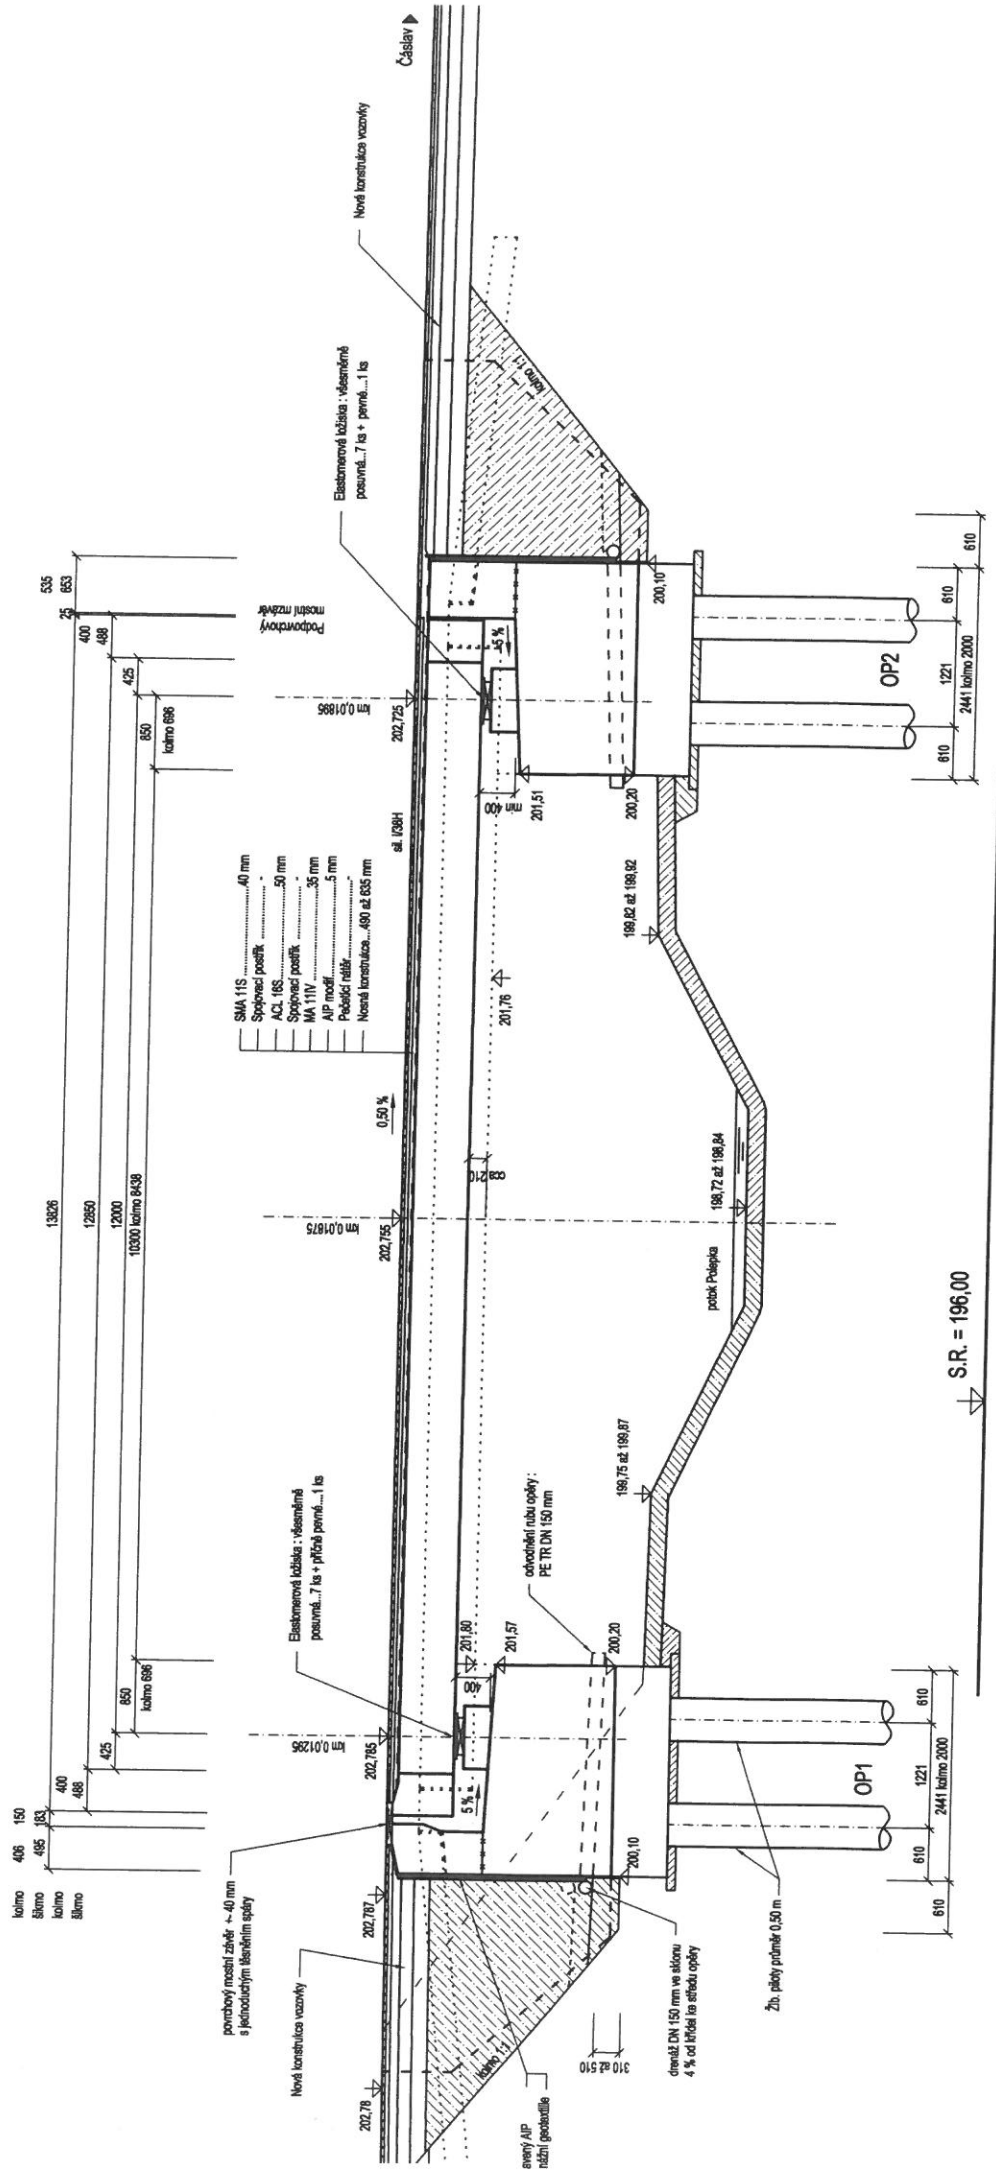 kolmo 406 150
šikmo 495 183
kolmo 400
šikmo 488
13826
12850
12000
10300 kolmo 8438
425
850
kolmo 696
535
25 653
400
488
425
850
kolmo 696
Podpovrchový
mostní mzávěr
povrchový mostní závěr +- 40 mm
s jednoduchým těsněním spáry
Nová konstrukce vozovky
202,78
202,787
202,785
km 0,01295
Elastomerová ložiska : všesměrně
posuvná...7 ks + příčně pevné....1 ks
202,755
km 0,01875
0,50 %
SMA 11S ....................40 mm
Spojovací postřik ............-
ACL 16S....................50 mm
Spojovací postřik ............-
MA 11IV ....................35 mm
AIP modif....................5 mm
Pečetící nátěr................-
Nosná konstrukce....490 až 635 mm
sil. I/38H
202,725
km 0,01895
Elastomerová ložiska : všesměrně
posuvná...7 ks + pevné....1 ks
Nová konstrukce vozovky
Čáslav
kolmo 1:1
5 %
400
201,80
201,57
200,20
200,10
cca 210
201,76
min 400
201,51
200,20
5 %
200,10
kolmo 1:1
avený AIP
nážní geotextilie
310 až 510
drenáž DN 150 mm ve sklonu
4 % od křídel ke středu opěry
odvodnění rubu opěry :
PE TR DN 150 mm
199,75 až 199,87
potok Polepka
198,72 až 198,84
199,82 až 199,92
Žlb. piloty průměr 0,50 m
OP1
610
610
1221
610
2441 kolmo 2000
S.R. = 196,00
OP2
610
1221
610
610
2441 kolmo 2000